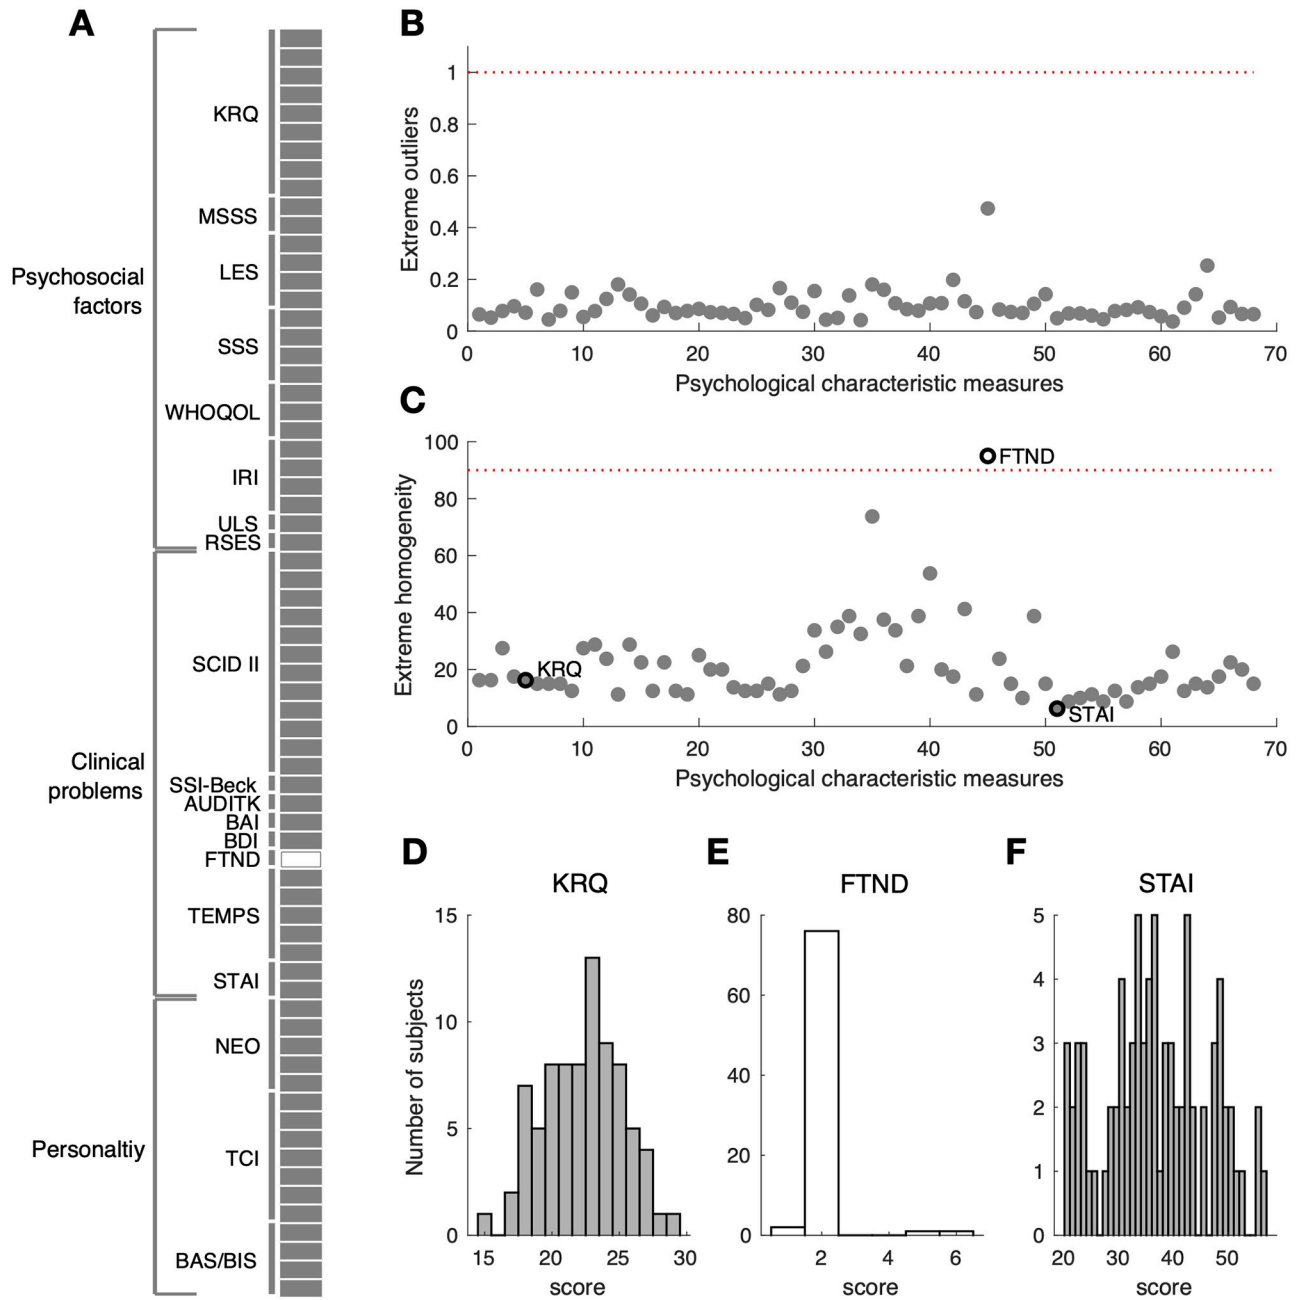 A
KRQ
MSSS
LES
Psychosocial
factors
SSS
WHOQOL
IRI
ULS
RSES
SCID II
Clinical
problems
SSI-Beck
AUDITK
BAI
BDI
FTND
TEMPS
STAI
NEO
Personaltiy
TCI
BAS/BIS
B
Extreme outliers
1
0.8
0.6
0.4
0.2
0
0 10 20 30 40 50 60 70
Psychological characteristic measures
C
Extreme homogeneity
100
80
60
40
20
0
FTND
KRQ
STAI
0 10 20 30 40 50 60 70
Psychological characteristic measures
D
KRQ
Number of subjects
15
10
5
0
15 20 25 30
score
E
FTND
80
60
40
20
0
2 4 6
score
F
STAI
5
4
3
2
1
0
20 30 40 50
score